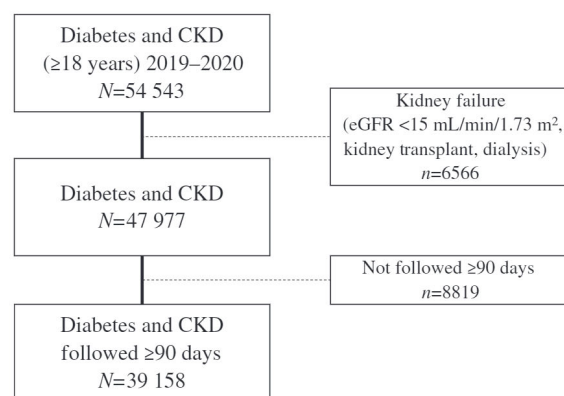 Diabetes and CKD
(≥18 years) 2019–2020
N=54 543
Kidney failure
(eGFR <15 mL/min/1.73 m², 
kidney transplant, dialysis)
n=6566
Diabetes and CKD
N=47 977
Not followed ≥90 days
n=8819
Diabetes and CKD
followed ≥90 days
N=39 158